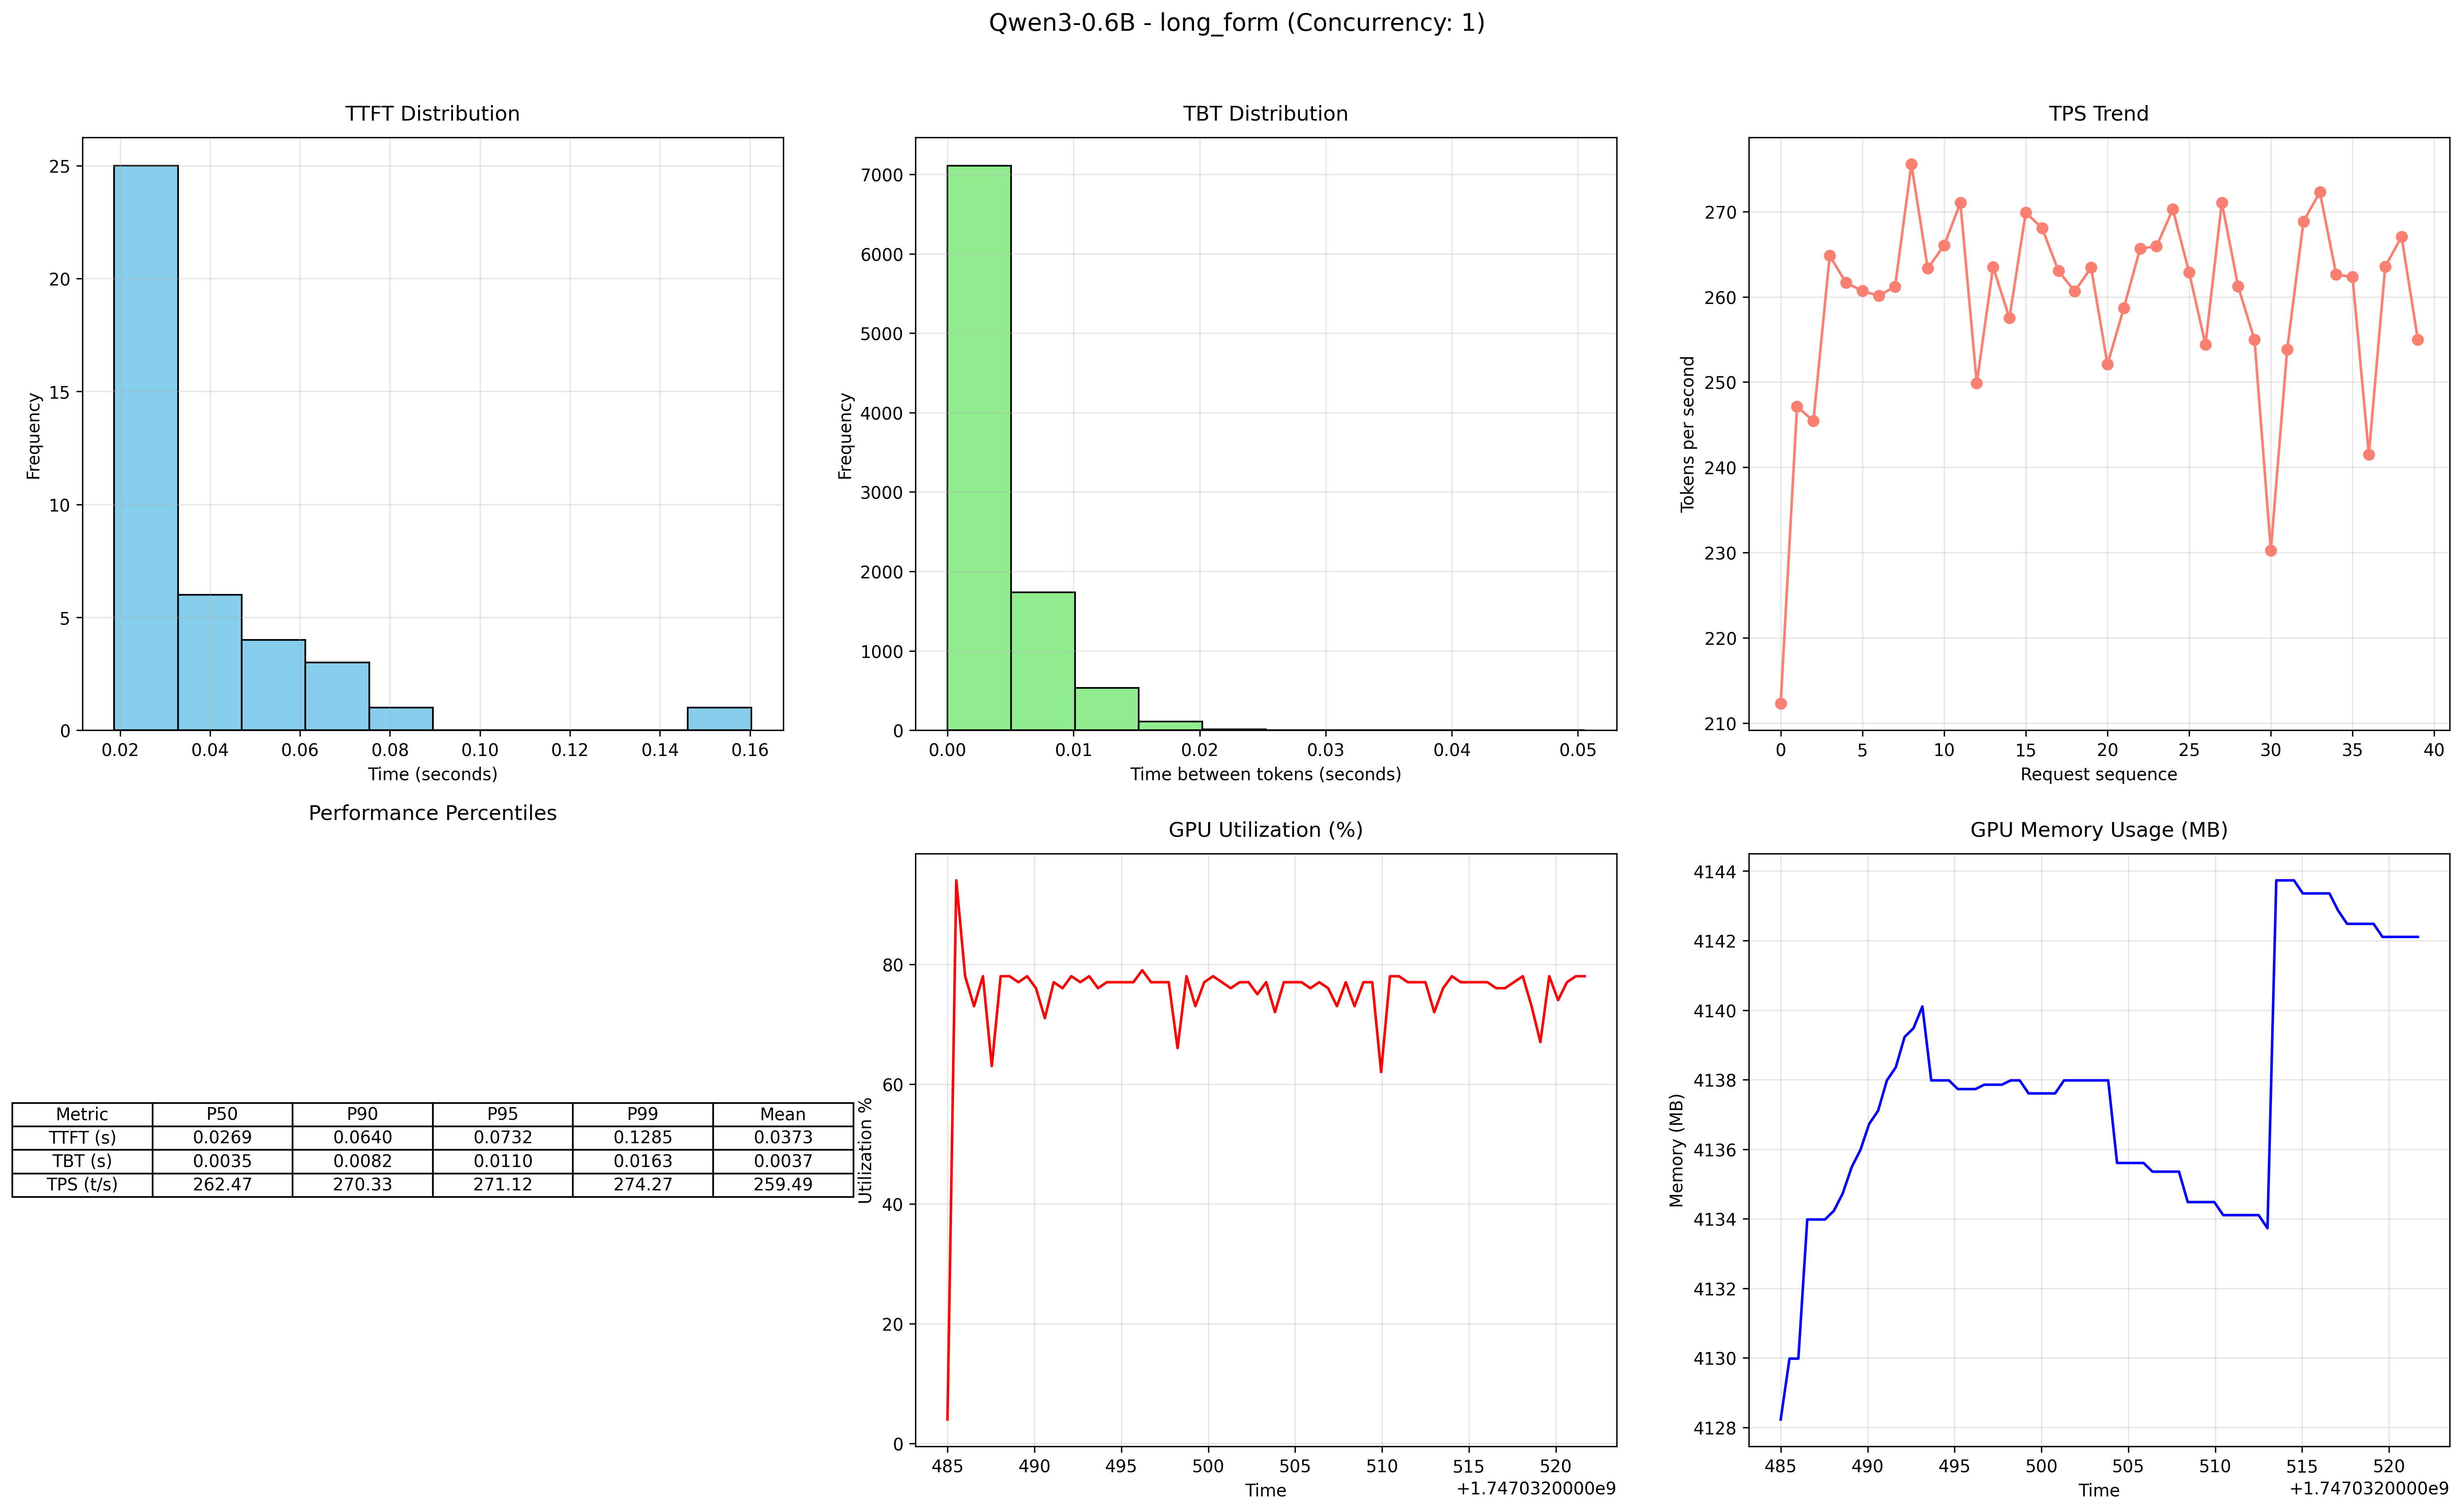 Qwen3-0.6B - long_form (Concurrency: 1)
TTFT Distribution
Frequency
25
20
15
10
5
0
0.02 0.04 0.06 0.08 0.10 0.12 0.14 0.16
Time (seconds)
TBT Distribution
Frequency
7000
6000
5000
4000
3000
2000
1000
0
0.00 0.01 0.02 0.03 0.04 0.05
Time between tokens (seconds)
TPS Trend
Tokens per second
270
260
250
240
230
220
210
0 5 10 15 20 25 30 35 40
Request sequence
Performance Percentiles
Metric P50 P90 P95 P99 Mean
TTFT (s) 0.0269 0.0640 0.0732 0.1285 0.0373
TBT (s) 0.0035 0.0082 0.0110 0.0163 0.0037
TPS (t/s) 262.47 270.33 271.12 274.27 259.49
GPU Utilization (%)
Utilization %
80
60
40
20
0
485 490 495 500 505 510 515 520
+1.7470320000e9
Time
GPU Memory Usage (MB)
Memory (MB)
4144
4142
4140
4138
4136
4134
4132
4130
4128
485 490 495 500 505 510 515 520
+1.7470320000e9
Time